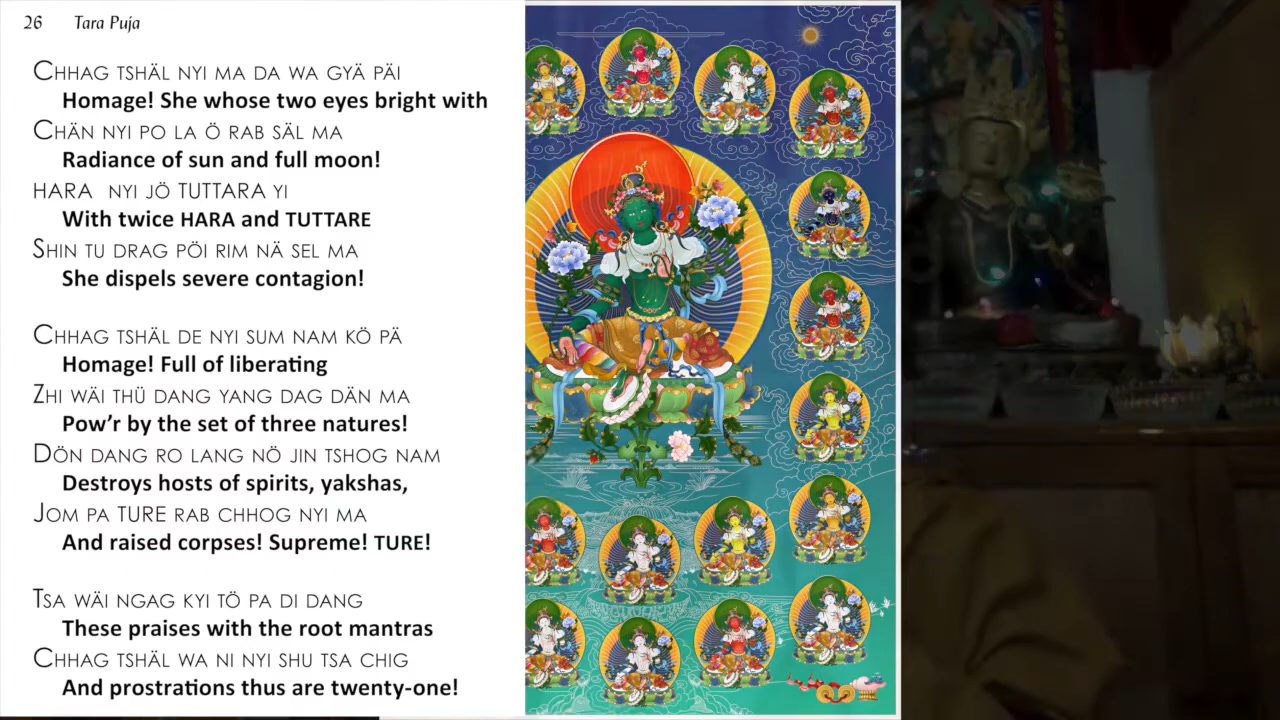 26 Tara Puja
CHHAG TSHÄL NYI MA DA WA GYÄ PÄI
Homage! She whose two eyes bright with
CHÄN NYI PO LA Ö RAB SÄL MA
Radiance of sun and full moon!
HARA NYI JÖ TUTTARA YI
With twice HARA and TUTTARE
SHIN TU DRAG PÖI RIM NÄ SEL MA
She dispels severe contagion!
CHHAG TSHÄL DE NYI SUM NAM KÖ PÄ
Homage! Full of liberating
ZHI WÄI THÜ DANG YANG DAG DÄN MA
Pow’r by the set of three natures!
DÖN DANG RO LANG NÖ JIN TSHOG NAM
Destroys hosts of spirits, yakshas,
JOM PA TURE RAB CHHOG NYI MA
And raised corpses! Supreme! TURE!
TSA WÄI NGAG KYI TÖ PA DI DANG
These praises with the root mantras
CHHAG TSHÄL WA NI NYI SHU TSA CHIG
And prostrations thus are twenty-one!